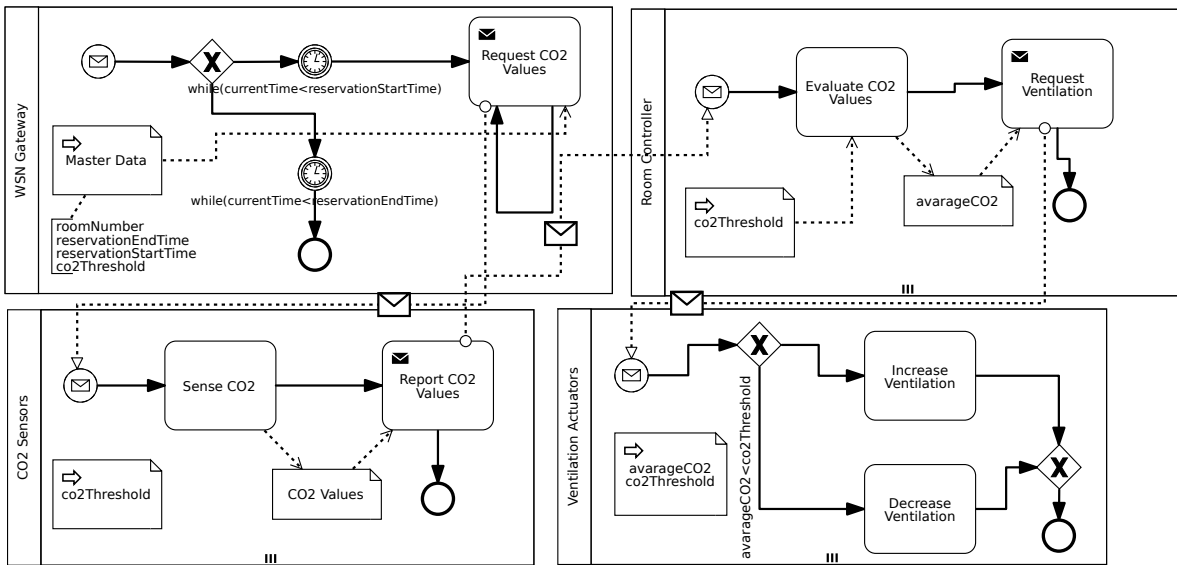 WSN Gateway
Request CO2
Values
while(currentTime<reservationStartTime)
Master Data
while(currentTime<reservationEndTime)
roomNumber
reservationEndTime
reservationStartTime
co2Threshold
Room Controller
Evaluate CO2
Values
Request
Ventilation
co2Threshold
avarageCO2
CO2 Sensors
Sense CO2
Report CO2
Values
co2Threshold
CO2 Values
Ventilation Actuators
avarageCO2
co2Threshold
avarageCO2<co2Threshold
Increase
Ventilation
Decrease
Ventilation